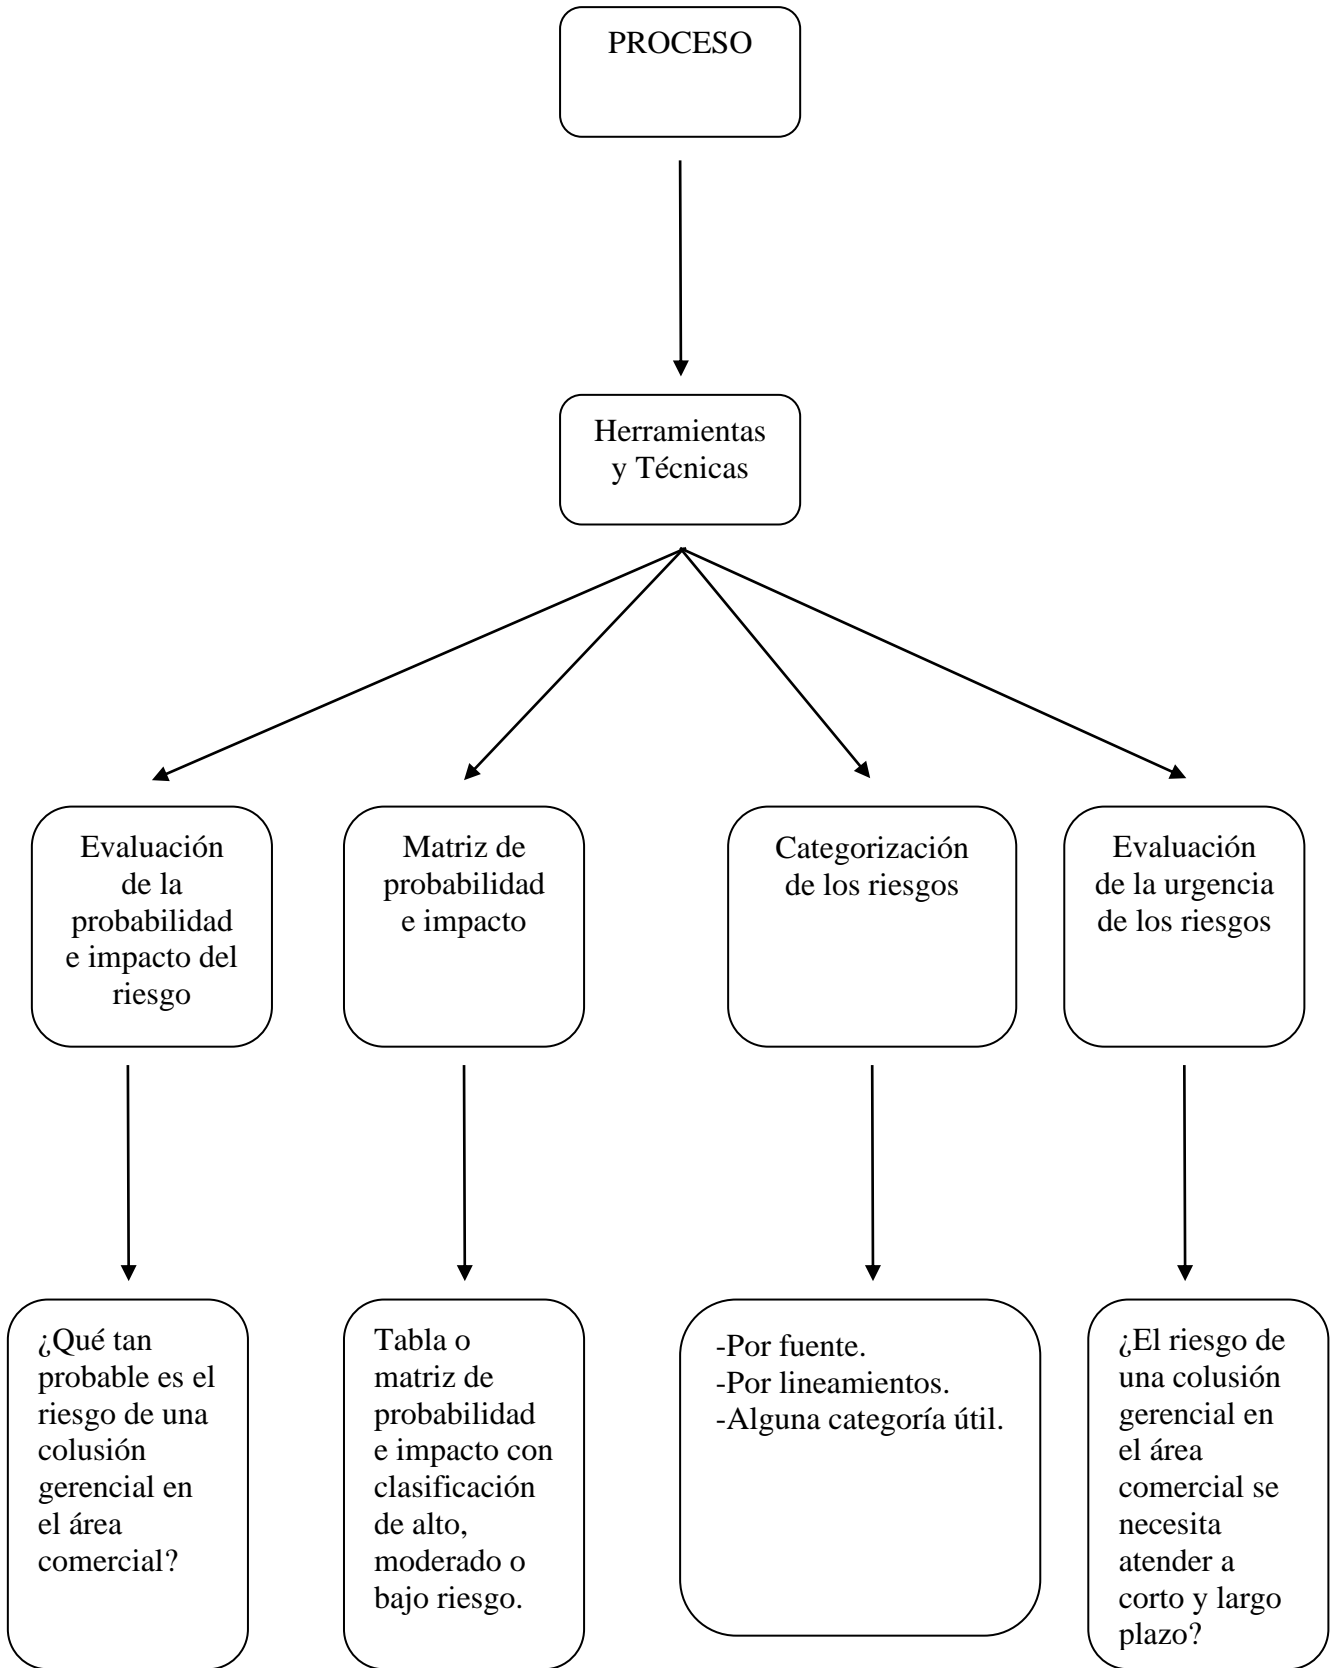 PROCESO
Herramientas
y Técnicas
Evaluación
de la
probabilidad
e impacto del
riesgo
Matriz de
probabilidad
e impacto
Categorización
de los riesgos
Evaluación
de la urgencia
de los riesgos
¿Qué tan
probable es el
riesgo de una
colusión
gerencial en
el área
comercial?
Tabla o
matriz de
probabilidad
e impacto con
clasificación
de alto,
moderado o
bajo riesgo.
-Por fuente.
-Por lineamientos.
-Alguna categoría útil.
¿El riesgo de
una colusión
gerencial en
el área
comercial se
necesita
atender a
corto y largo
plazo?